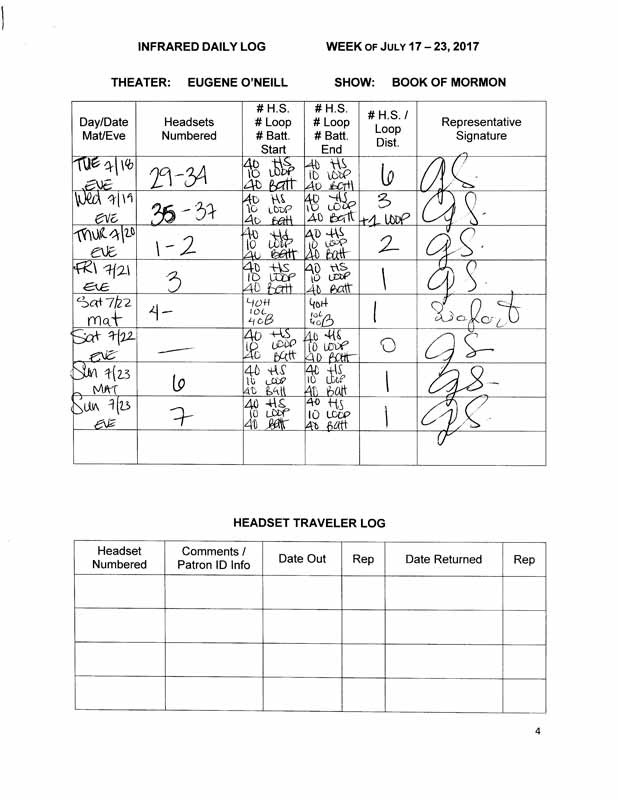 INFRARED DAILY LOG WEEK OF JULY 17 – 23, 2017
THEATER: EUGENE O'NEILL SHOW: BOOK OF MORMON
Day/Date Mat/Eve Headsets Numbered # H.S. # Loop # Batt. Start # H.S. # Loop # Batt. End # H.S. / Loop Dist. Representative Signature
TUE 7/18 EVE 29-34 40 HS 10 LOOP 40 Batt 40 HS 10 LOOP 40 Batt 6 GS.
Wed 7/19 EVE 35-37 40 HS 10 LOOP 40 Batt 40 HS 10 LOOP 40 Batt 3 +1 LOOP GS.
THUR 7/20 EVE 1-2 40 HS 10 LOOP 40 Batt 40 HS 10 LOOP 40 Batt 2 GS.
FRI 7/21 EVE 3 40 HS 10 LOOP 40 Batt 40 HS 10 LOOP 40 Batt 1 GS.
Sat 7/22 mat 4- 40H 10L 40B 40H 10L 40B 1
Sat 7/22 EVE — 40 HS 10 LOOP 40 Batt 40 HS 10 LOOP 40 Batt 0 GS
Sun 7/23 MAT 6 40 HS 10 LOOP 40 Batt 40 HS 10 LOOP 40 Batt 1 GS
Sun 7/23 EVE 7 40 HS 10 LOOP 40 Batt 40 HS 10 LOOP 40 Batt 1 GS.
HEADSET TRAVELER LOG
Headset Numbered Comments / Patron ID Info Date Out Rep Date Returned Rep
4